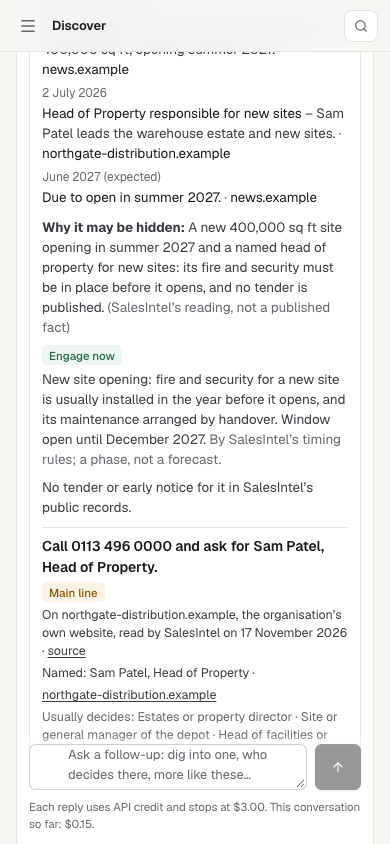 Discover
400,000 sq ft, opening summer 2027.
news.example
2 July 2026
Head of Property responsible for new sites – Sam
Patel leads the warehouse estate and new sites. ·
northgate-distribution.example
June 2027 (expected)
Due to open in summer 2027. · news.example
Why it may be hidden: A new 400,000 sq ft site
opening in summer 2027 and a named head of
property for new sites: its fire and security must
be in place before it opens, and no tender is
published. (SalesIntel's reading, not a published
fact)
Engage now
New site opening: fire and security for a new site
is usually installed in the year before it opens, and
its maintenance arranged by handover. Window
open until December 2027. By SalesIntel's timing
rules; a phase, not a forecast.
No tender or early notice for it in SalesIntel's
public records.
Call 0113 496 0000 and ask for Sam Patel,
Head of Property.
Main line
On northgate-distribution.example, the organisation's
own website, read by SalesIntel on 17 November 2026
· source
Named: Sam Patel, Head of Property ·
northgate-distribution.example
Usually decides: Estates or property director · Site or
general manager of the depot · Head of facilities or
Ask a follow-up: dig into one, who
decides there, more like these…
Each reply uses API credit and stops at $3.00. This conversation
so far: $0.15.